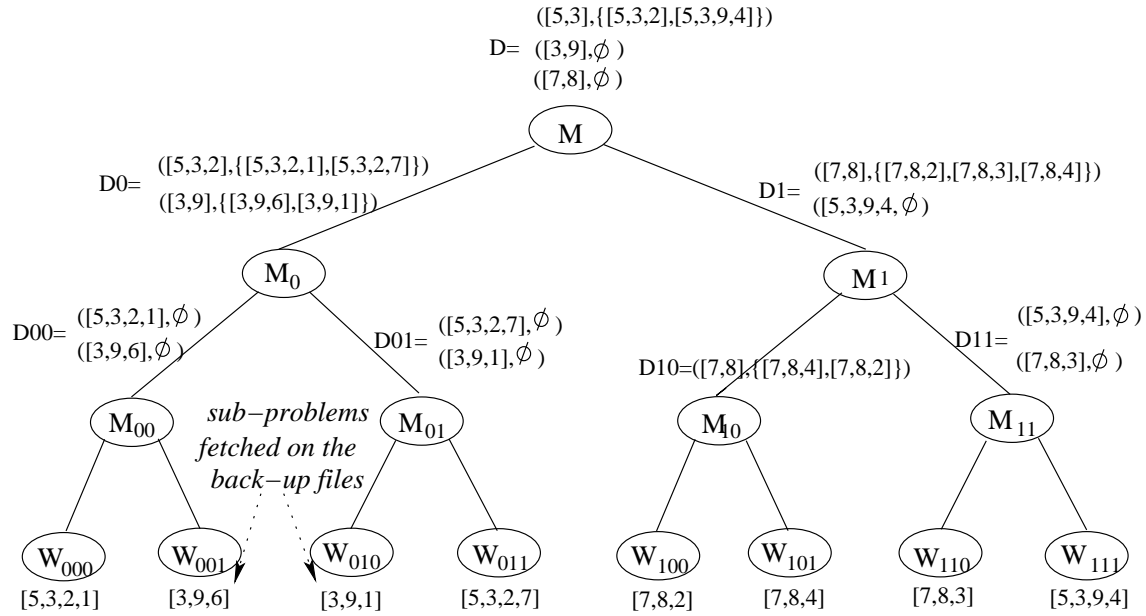 ([5,3],{[5,3,2],[5,3,9,4]})
D= ([3,9],ϕ)
([7,8],ϕ)
M
([5,3,2],{[5,3,2,1],[5,3,2,7]})
D0=
([3,9],{[3,9,6],[3,9,1]})
([7,8],{[7,8,2],[7,8,3],[7,8,4]})
D1=
([5,3,9,4,ϕ)
M0
M1
([5,3,2,1],ϕ)
D00=
([3,9,6],ϕ)
([5,3,2,7],ϕ)
D01=
([3,9,1],ϕ)
D10=([7,8],{[7,8,4],[7,8,2]})
([5,3,9,4],ϕ)
D11=
([7,8,3],ϕ)
M00
sub−problems
fetched on the
back−up files
M01
M10
M11
W000 W001 W010 W011 W100 W101 W110 W111
[5,3,2,1] [3,9,6] [3,9,1] [5,3,2,7] [7,8,2] [7,8,4] [7,8,3] [5,3,9,4]